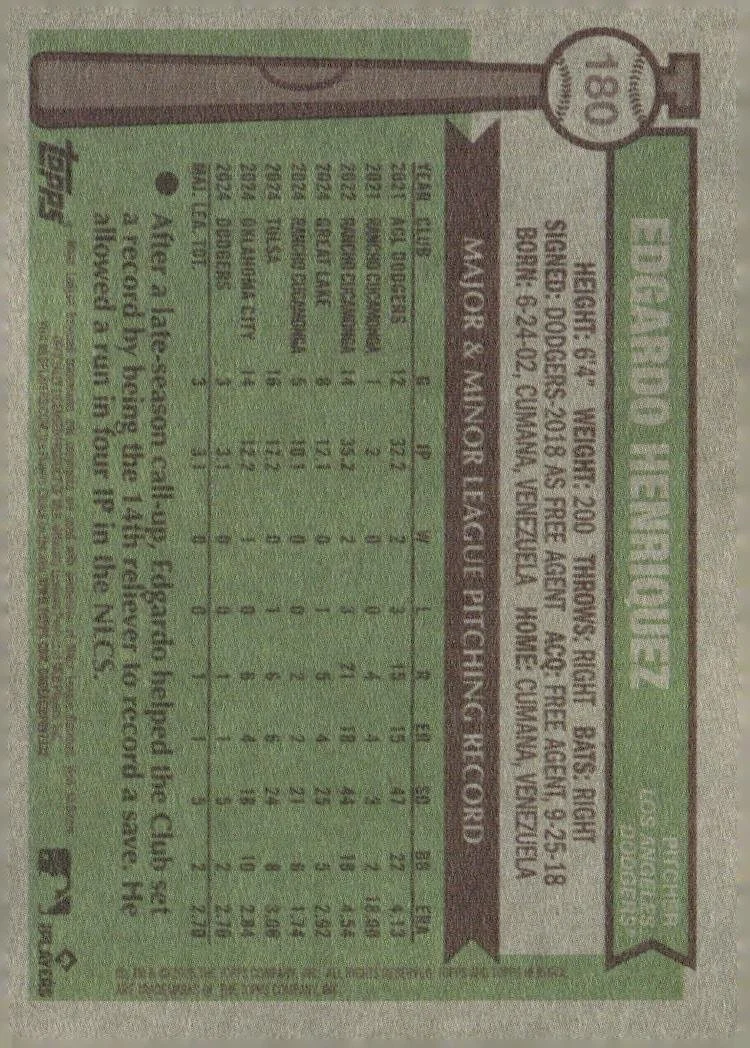 180
EDGARDO HENRIQUEZ
PITCHER
LOS ANGELES
DODGERS
HEIGHT: 6'4" WEIGHT: 200 THROWS: RIGHT BATS: RIGHT
SIGNED: DODGERS-2018 AS FREE AGENT ACQ: FREE AGENT, 9-25-18
BORN: 6-24-02, CUMANA, VENEZUELA HOME: CUMANA, VENEZUELA
MAJOR & MINOR LEAGUE PITCHING RECORD
YEAR CLUB G IP W L R ER SO BB ERA
2021 ACL DODGERS 12 32.2 2 3 15 15 47 22 4.13
2021 RANCHO CUCAMONGA 1 2 0 0 4 4 3 2 18.00
2022 RANCHO CUCAMONGA 14 35.2 2 3 21 18 44 18 4.54
2024 GREAT LAKE 8 12.1 0 1 5 4 25 5 2.92
2024 RANCHO CUCAMONGA 5 10.1 0 0 2 2 21 6 1.74
2024 TULSA 16 17.2 0 1 6 6 24 8 3.06
2024 OKLAHOMA CITY 14 12.2 1 0 8 4 18 10 2.84
2024 DODGERS 3 3.1 0 0 1 1 5 2 2.70
MAJ. LEA. TOT. 3 3.1 0 0 1 1 5 2 2.70
After a late-season call-up, Edgardo helped the Club set
a record by being the 14th reliever to record a save. He
allowed a run in four IP in the NLCS.
topps
PLAYERS